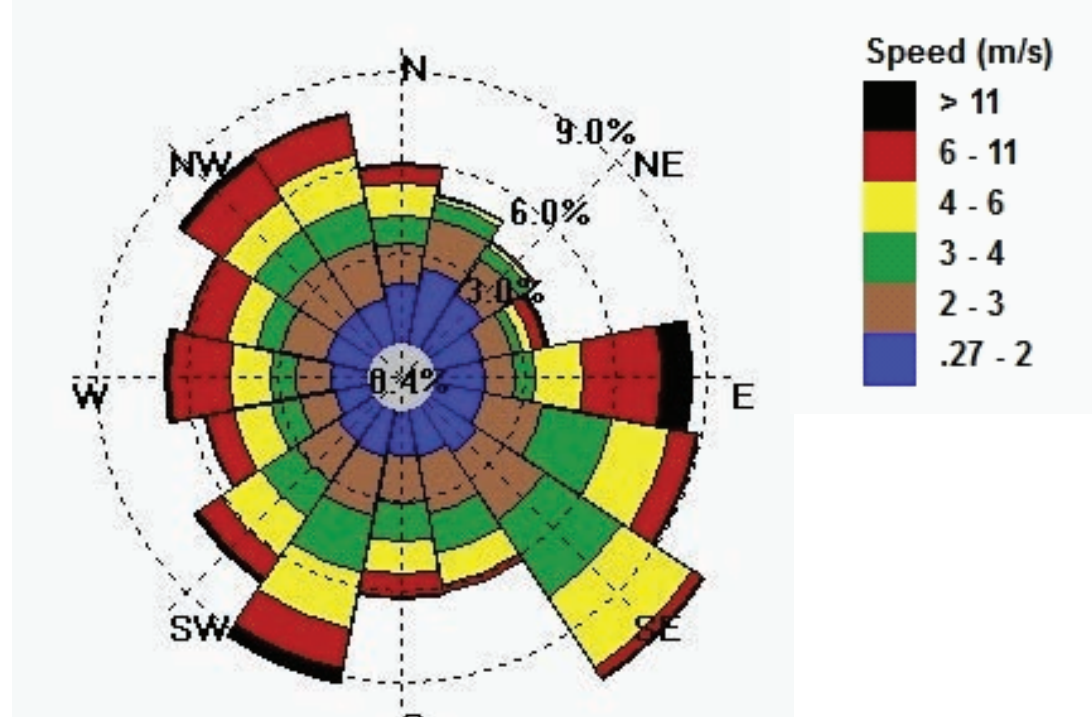 N
9.0%
NW
NE
6.0%
3.0%
0.4%
W
E
SW
SE
Speed (m/s)
> 11
6 - 11
4 - 6
3 - 4
2 - 3
.27 - 2